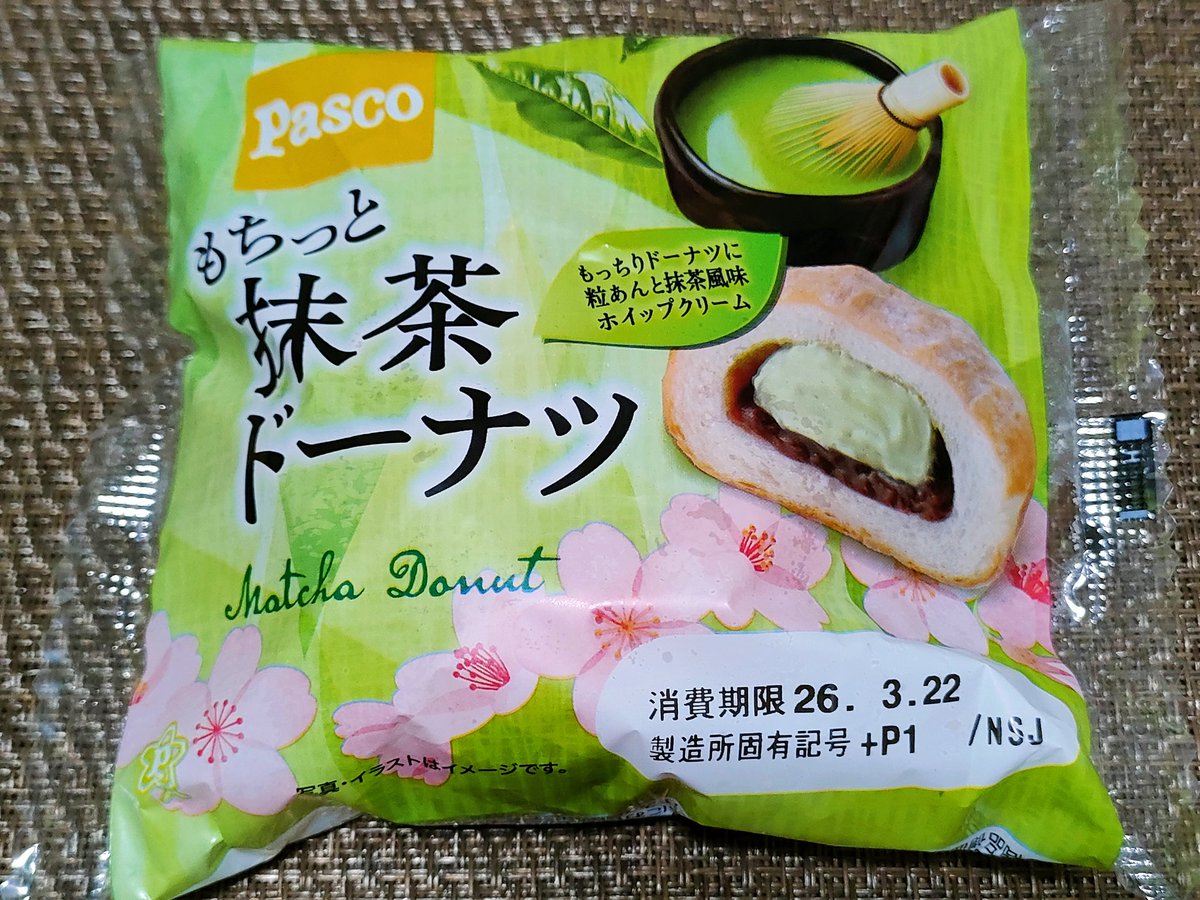 Pasco
もちっと
抹茶
ドーナツ
もっちりドーナツに
粒あんと抹茶風味
ホイップクリーム
Matcha Donut
消費期限 26. 3.22
製造所固有記号 +P1 /NSJ
写真・イラストはイメージです。